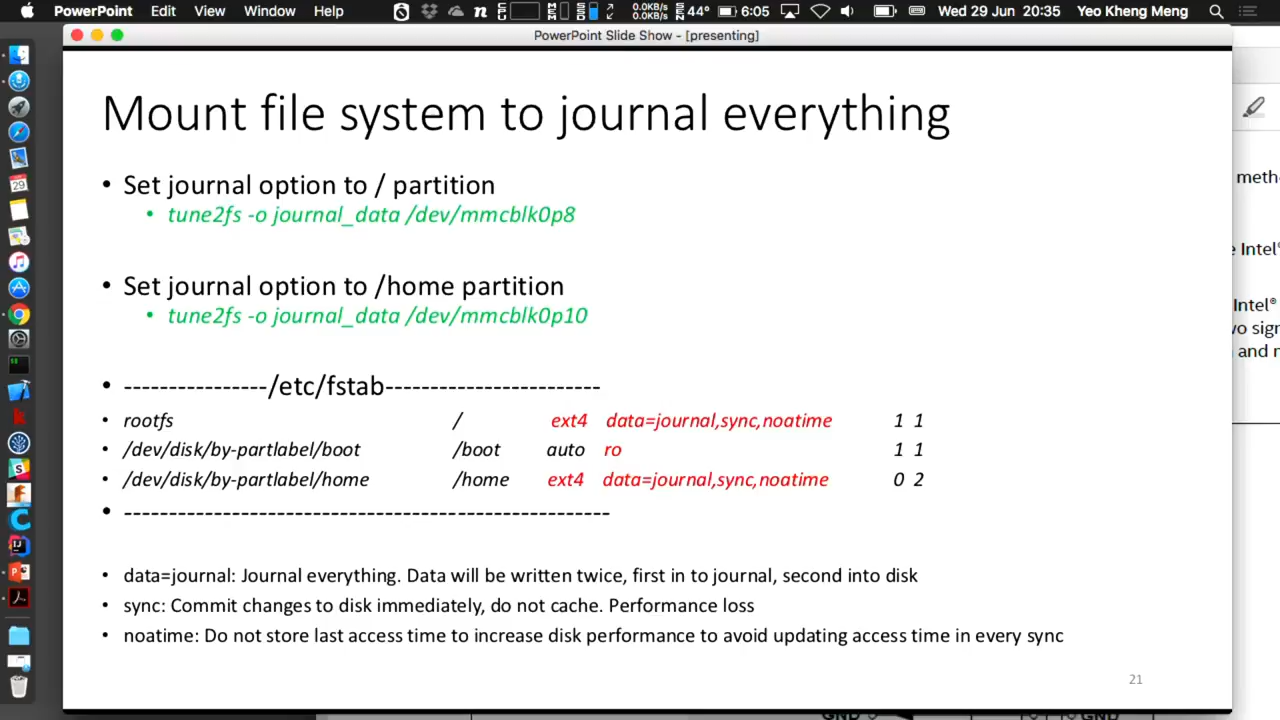 PowerPoint Edit View Window Help 0.0KB/s 0.0KB/s 44° 6:05 Wed 29 Jun 20:35 Yeo Kheng Meng
PowerPoint Slide Show - [presenting]
Mount file system to journal everything
• Set journal option to / partition
• tune2fs -o journal_data /dev/mmcblk0p8
• Set journal option to /home partition
• tune2fs -o journal_data /dev/mmcblk0p10
• ----------------/etc/fstab------------------------
• rootfs / ext4 data=journal,sync,noatime 1 1
• /dev/disk/by-partlabel/boot /boot auto ro 1 1
• /dev/disk/by-partlabel/home /home ext4 data=journal,sync,noatime 0 2
• ------------------------------------------------------
• data=journal: Journal everything. Data will be written twice, first in to journal, second into disk
• sync: Commit changes to disk immediately, do not cache. Performance loss
• noatime: Do not store last access time to increase disk performance to avoid updating access time in every sync
21
meth
e Intel®
Intel®
vo sign
and m
GND
GND